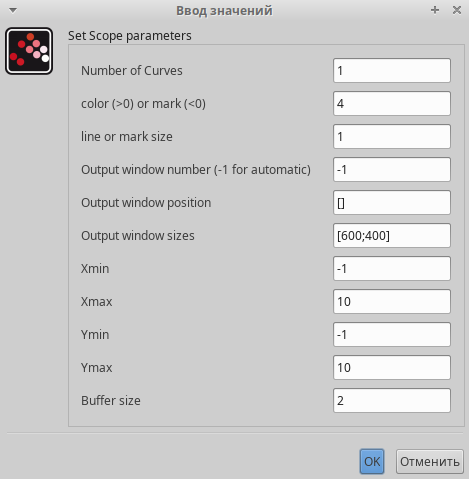 Ввод значений
Set Scope parameters
Number of Curves 1
color (>0) or mark (<0) 4
line or mark size 1
Output window number (-1 for automatic) -1
Output window position []
Output window sizes [600;400]
Xmin -1
Xmax 10
Ymin -1
Ymax 10
Buffer size 2
OK Отменить